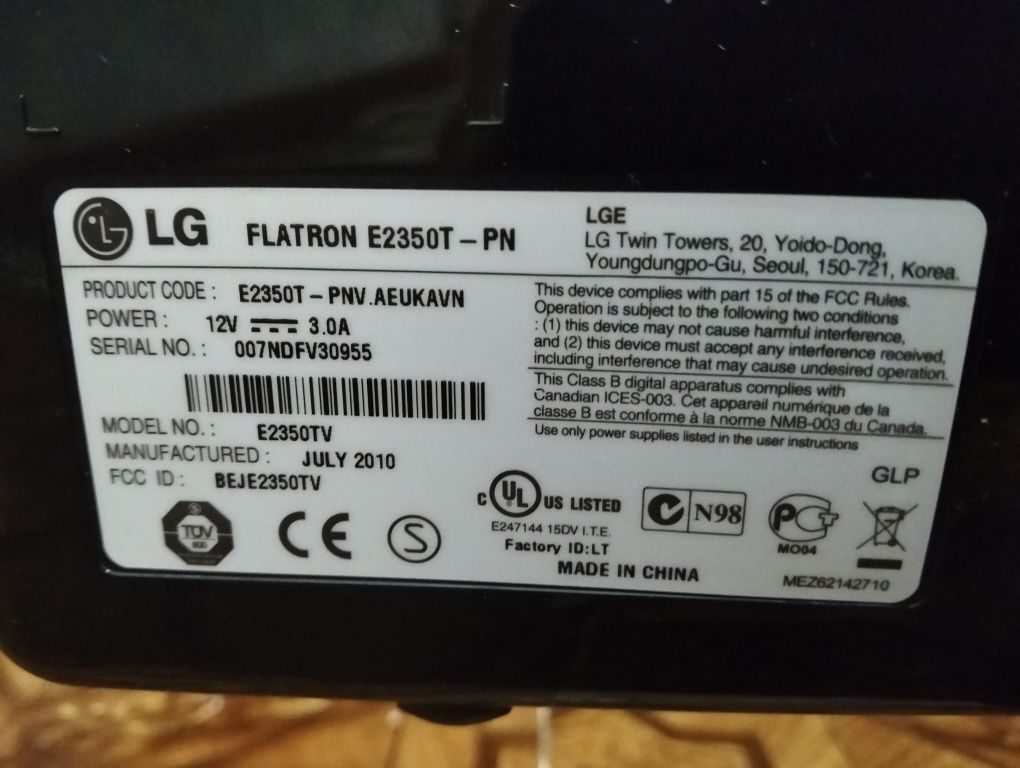 LG FLATRON E2350T-PN
LGE
LG Twin Towers, 20, Yoido-Dong,
Youngdungpo-Gu, Seoul, 150-721, Korea.
PRODUCT CODE : E2350T-PNV.AEUKAVN
POWER : 12V 3.0A
SERIAL NO. : 007NDFV30955
MODEL NO. : E2350TV
MANUFACTURED : JULY 2010
FCC ID : BEJE2350TV
This device complies with part 15 of the FCC Rules.
Operation is subject to the following two conditions
: (1) this device may not cause harmful interference,
and (2) this device must accept any interference received,
including interference that may cause undesired operation.
This Class B digital apparatus complies with
Canadian ICES-003. Cet appareil numérique de la
classe B est conforme à la norme NMB-003 du Canada.
Use only power supplies listed in the user instructions
GLP
TÜV
CE
S
C UL US LISTED
E247144 15DV I.T.E.
Factory ID:LT
MADE IN CHINA
N98
PCT
MO04
MEZ62142710